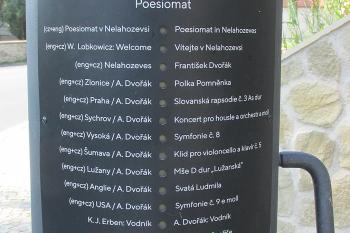 Poesiomat
(cz+eng) Poesiomat v Nelahozevsi Poesiomat in Nelahozeves
(eng+cz) W. Lobkowicz: Welcome Vítejte v Nelahozevsi
(eng+cz) Nelahozeves František Dvořák
(eng+cz) Zlonice / A. Dvořák Polka Pomněnka
(eng+cz) Praha / A. Dvořák Slovanská rapsodie č. 3 As dur
(eng+cz) Sychrov / A. Dvořák Koncert pro housle a orchestr a moll
(eng+cz) Vysoká / A. Dvořák Symfonie č. 8
(eng+cz) Šumava / A. Dvořák Klid pro violoncello a klavír č. 5
(eng+cz) Lužany / A. Dvořák Mše D dur „Lužanská"
(eng+cz) Anglie / A. Dvořák Svatá Ludmila
(eng+cz) USA / A. Dvořák Symfonie č. 9 e moll
K.J. Erben: Vodník A. Dvořák: Vodník